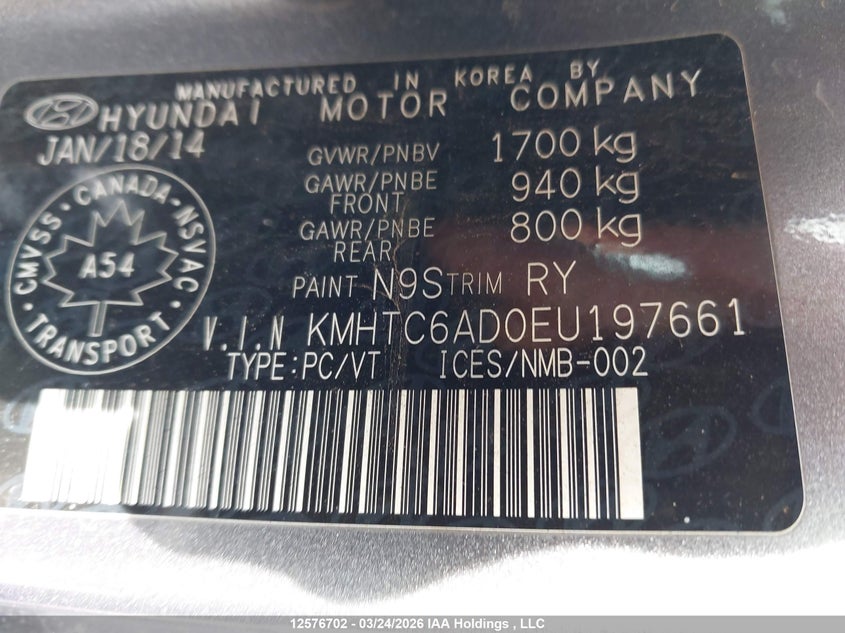 MANUFACTURED IN KOREA BY
HYUNDAI MOTOR COMPANY
JAN/18/14
GVWR/PNBV 1700 kg
GAWR/PNBE FRONT 940 kg
GAWR/PNBE REAR 800 kg
CMVSS · CANADA · NSVAC · TRANSPORT ·
A54
PAINT N9S TRIM RY
V.I.N KMHTC6AD0EU197661
TYPE:PC/VT ICES/NMB-002
12576702 - 03/24/2026 IAA Holdings , LLC